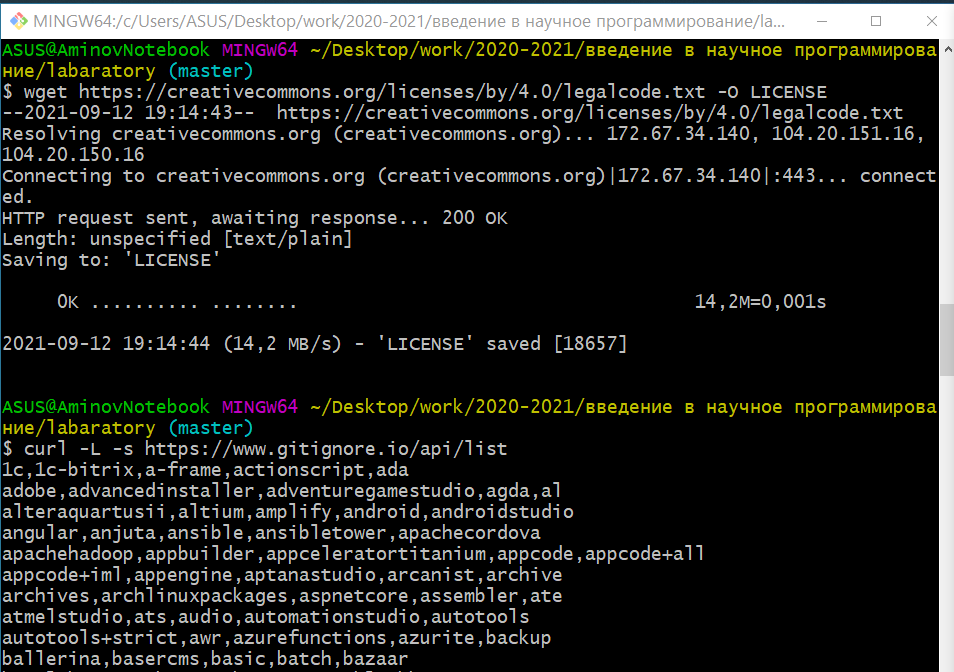 MINGW64:/c/Users/ASUS/Desktop/work/2020-2021/введение в научное программирование/la...
ASUS@AminovNotebook MINGW64 ~/Desktop/work/2020-2021/введение в научное программирова
ние/labaratory (master)
$ wget https://creativecommons.org/licenses/by/4.0/legalcode.txt -O LICENSE
--2021-09-12 19:14:43--  https://creativecommons.org/licenses/by/4.0/legalcode.txt
Resolving creativecommons.org (creativecommons.org)... 172.67.34.140, 104.20.151.16,
104.20.150.16
Connecting to creativecommons.org (creativecommons.org)|172.67.34.140|:443... connect
ed.
HTTP request sent, awaiting response... 200 OK
Length: unspecified [text/plain]
Saving to: 'LICENSE'
0K .......... ........ 14,2M=0,001s
2021-09-12 19:14:44 (14,2 MB/s) - 'LICENSE' saved [18657]
ASUS@AminovNotebook MINGW64 ~/Desktop/work/2020-2021/введение в научное программирова
ние/labaratory (master)
$ curl -L -s https://www.gitignore.io/api/list
1c,1c-bitrix,a-frame,actionscript,ada
adobe,advancedinstaller,adventuregamestudio,agda,al
alteraquartusii,altium,amplify,android,androidstudio
angular,anjuta,ansible,ansibletower,apachecordova
apachehadoop,appbuilder,appceleratortitanium,appcode,appcode+all
appcode+iml,appengine,aptanastudio,arcanist,archive
archives,archlinuxpackages,aspnetcore,assembler,ate
atmelstudio,ats,audio,automationstudio,autotools
autotools+strict,awr,azurefunctions,azurite,backup
ballerina,basercms,basic,batch,bazaar